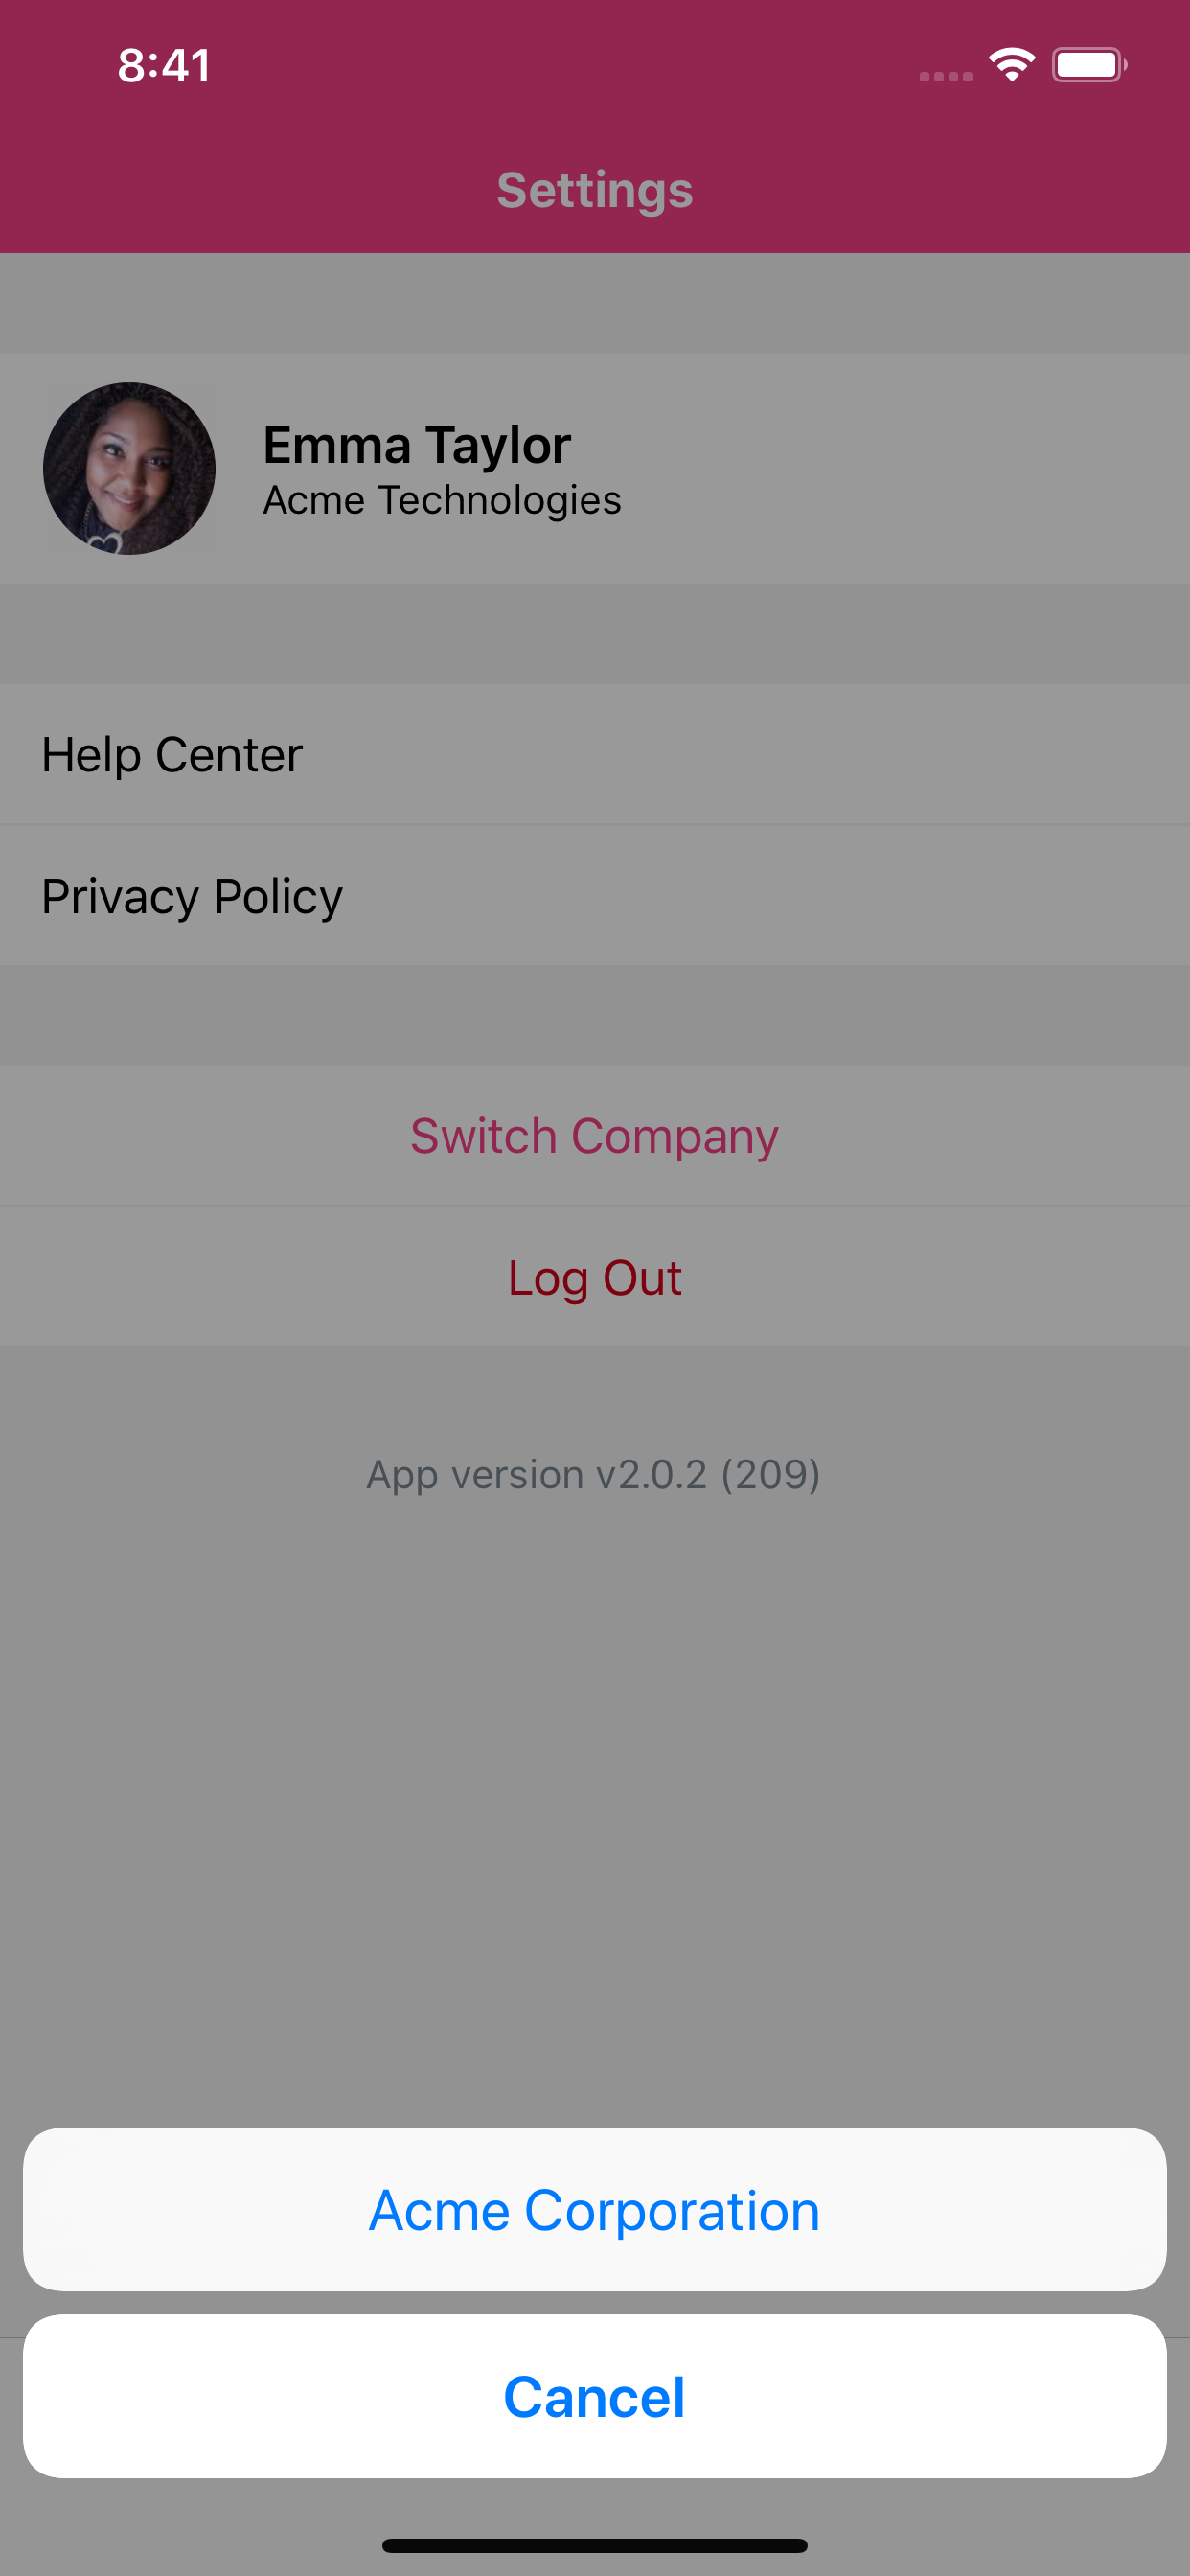 8:41
Settings
Emma Taylor
Acme Technologies
Help Center
Privacy Policy
Switch Company
Log Out
App version v2.0.2 (209)
Acme Corporation
Cancel